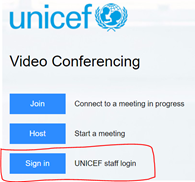 unicef
Video Conferencing
Join Connect to a meeting in progress
Host Start a meeting
Sign in UNICEF staff login